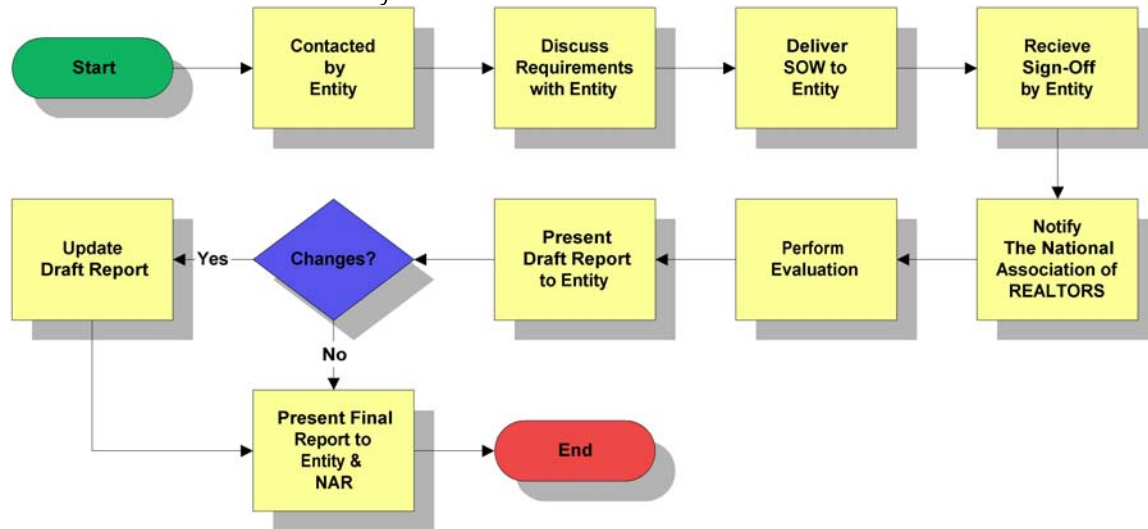 Start
Contacted
by
Entity
Discuss
Requirements
with Entity
Deliver
SOW to
Entity
Recieve
Sign-Off
by Entity
Notify
The National
Association of
REALTORS
Perform
Evaluation
Present
Draft Report
to Entity
Changes?
Yes
Update
Draft Report
No
Present Final
Report to
Entity &
NAR
End